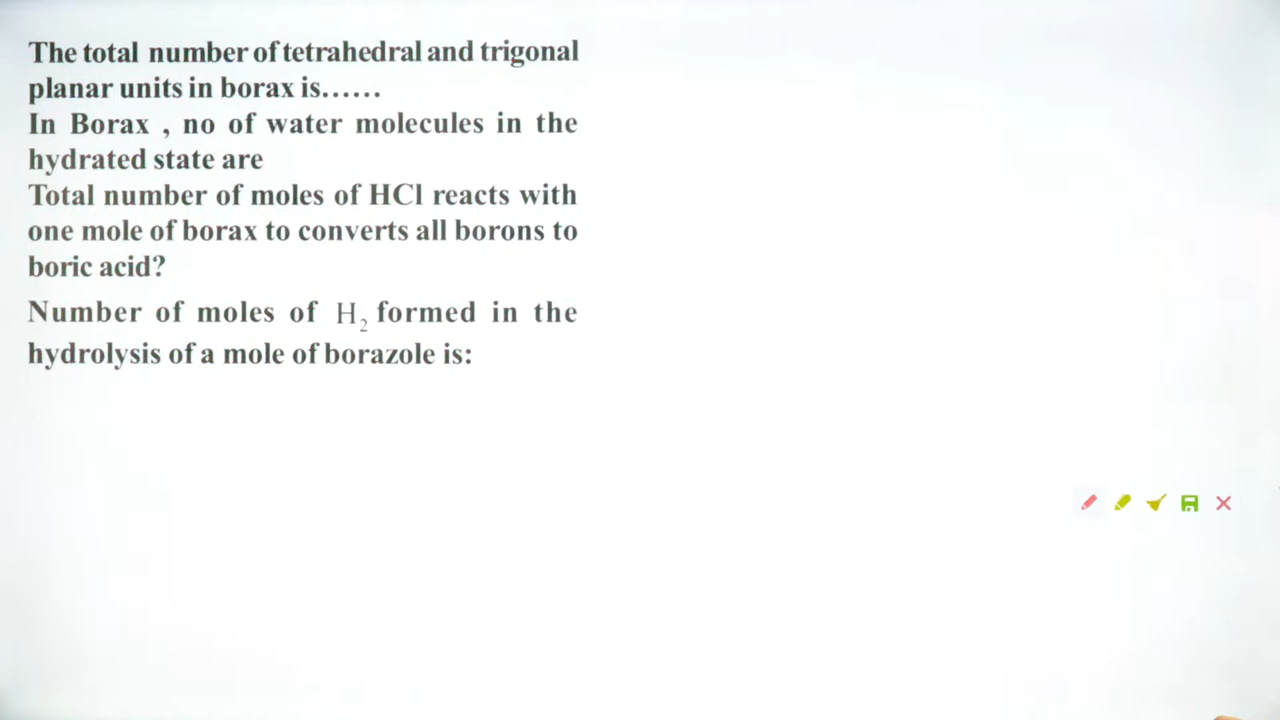 The total number of tetrahedral and trigonal
planar units in borax is......
In Borax , no of water molecules in the
hydrated state are
Total number of moles of HCl reacts with
one mole of borax to converts all borons to
boric acid?
Number of moles of H₂ formed in the
hydrolysis of a mole of borazole is: